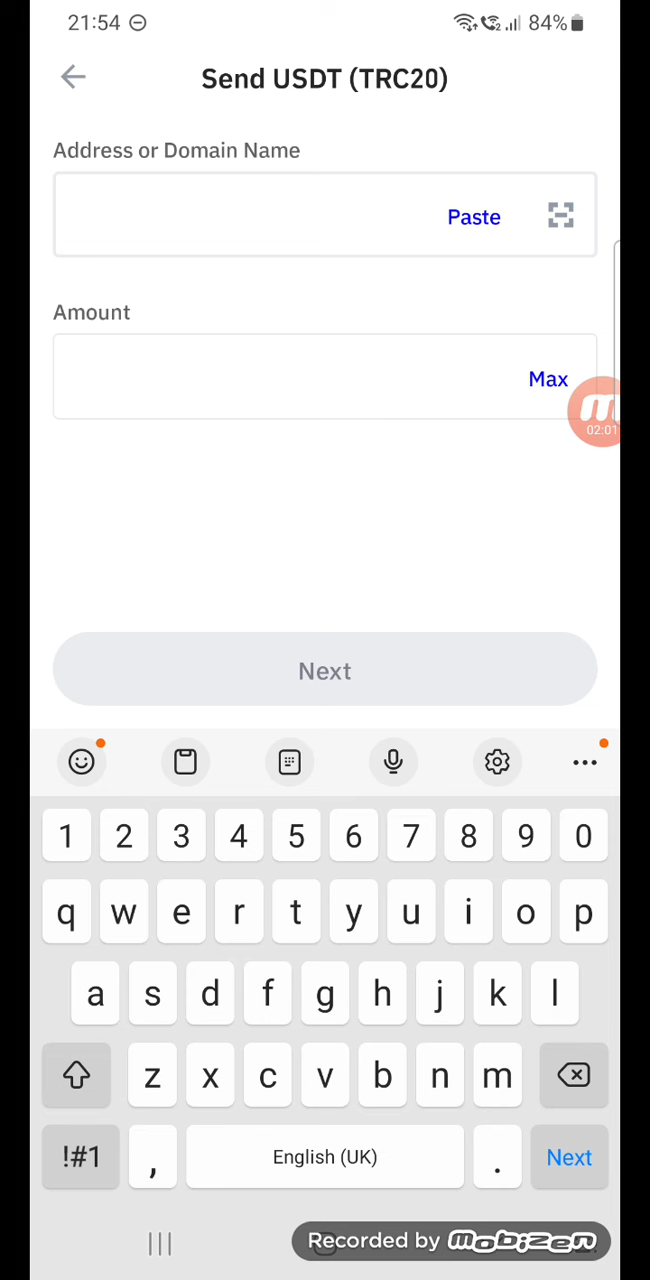 21:54 84%
Send USDT (TRC20)
Address or Domain Name
Paste
Amount
Max
02:01
Next
1 2 3 4 5 6 7 8 9 0
q w e r t y u i o p
a s d f g h j k l
z x c v b n m
!#1 , English (UK) . Next
Recorded by mobizen